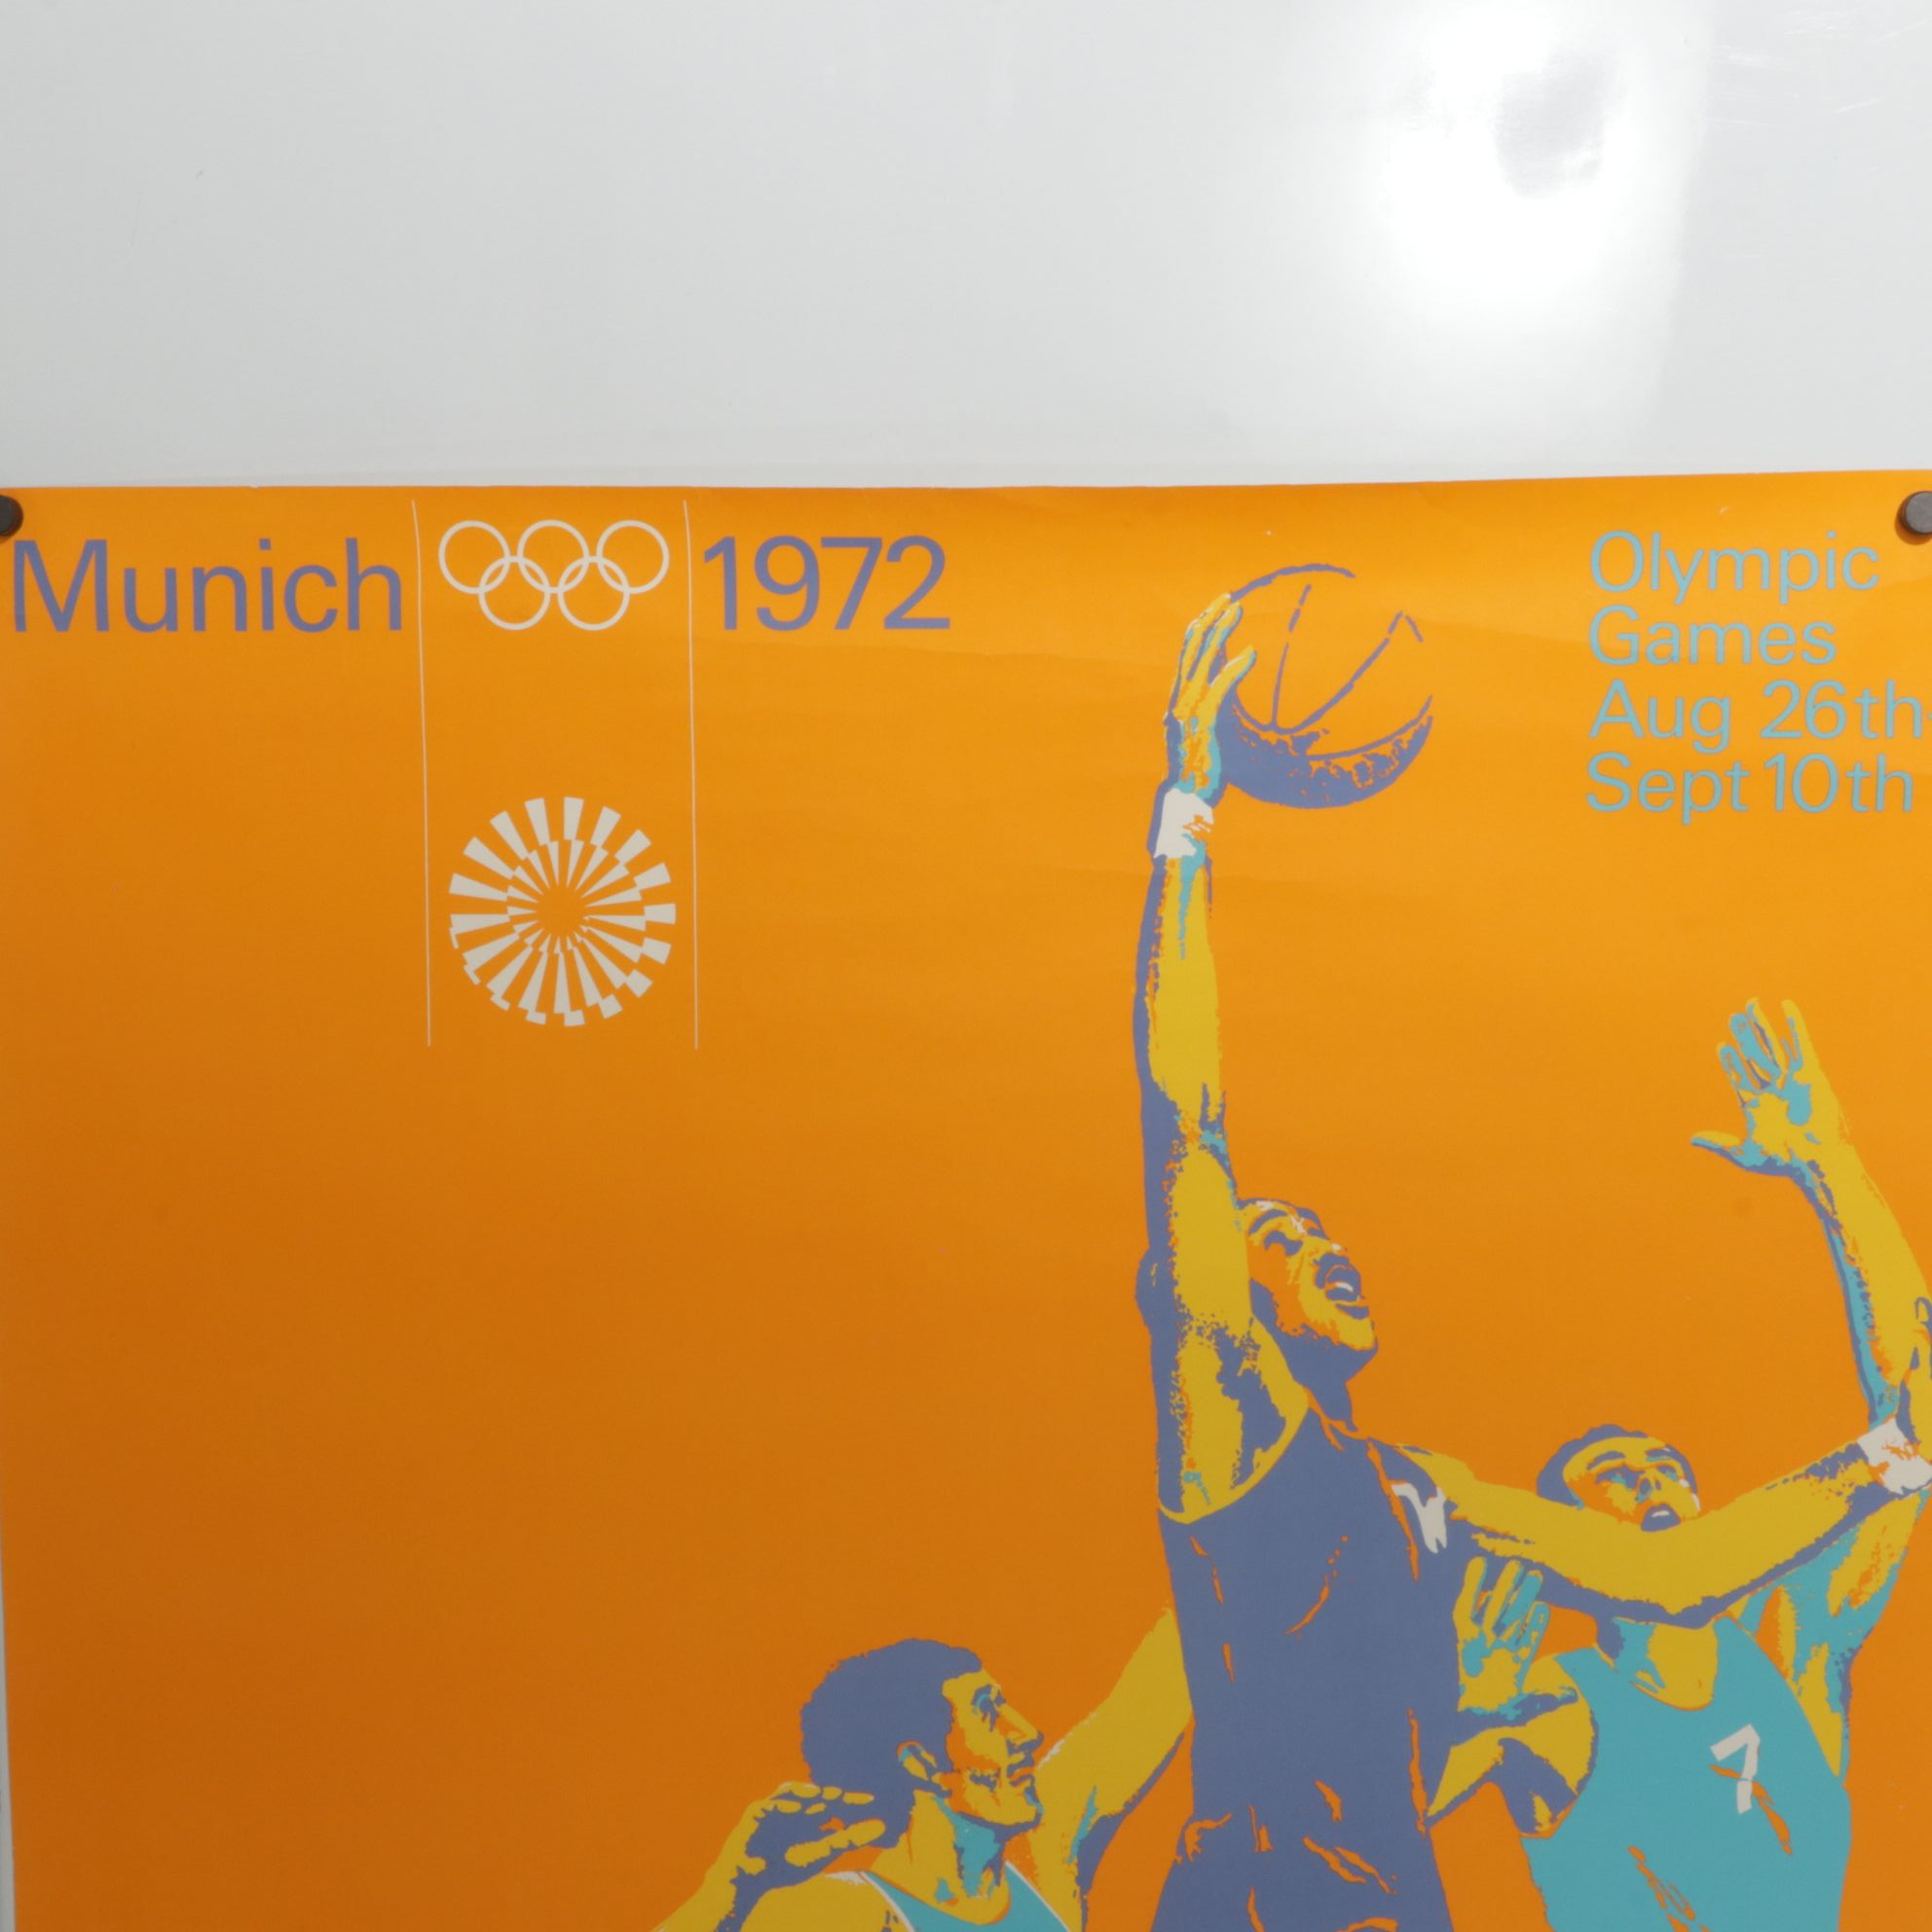 Munich 1972
Olympic
Games
Aug 26th-
Sept 10th
7